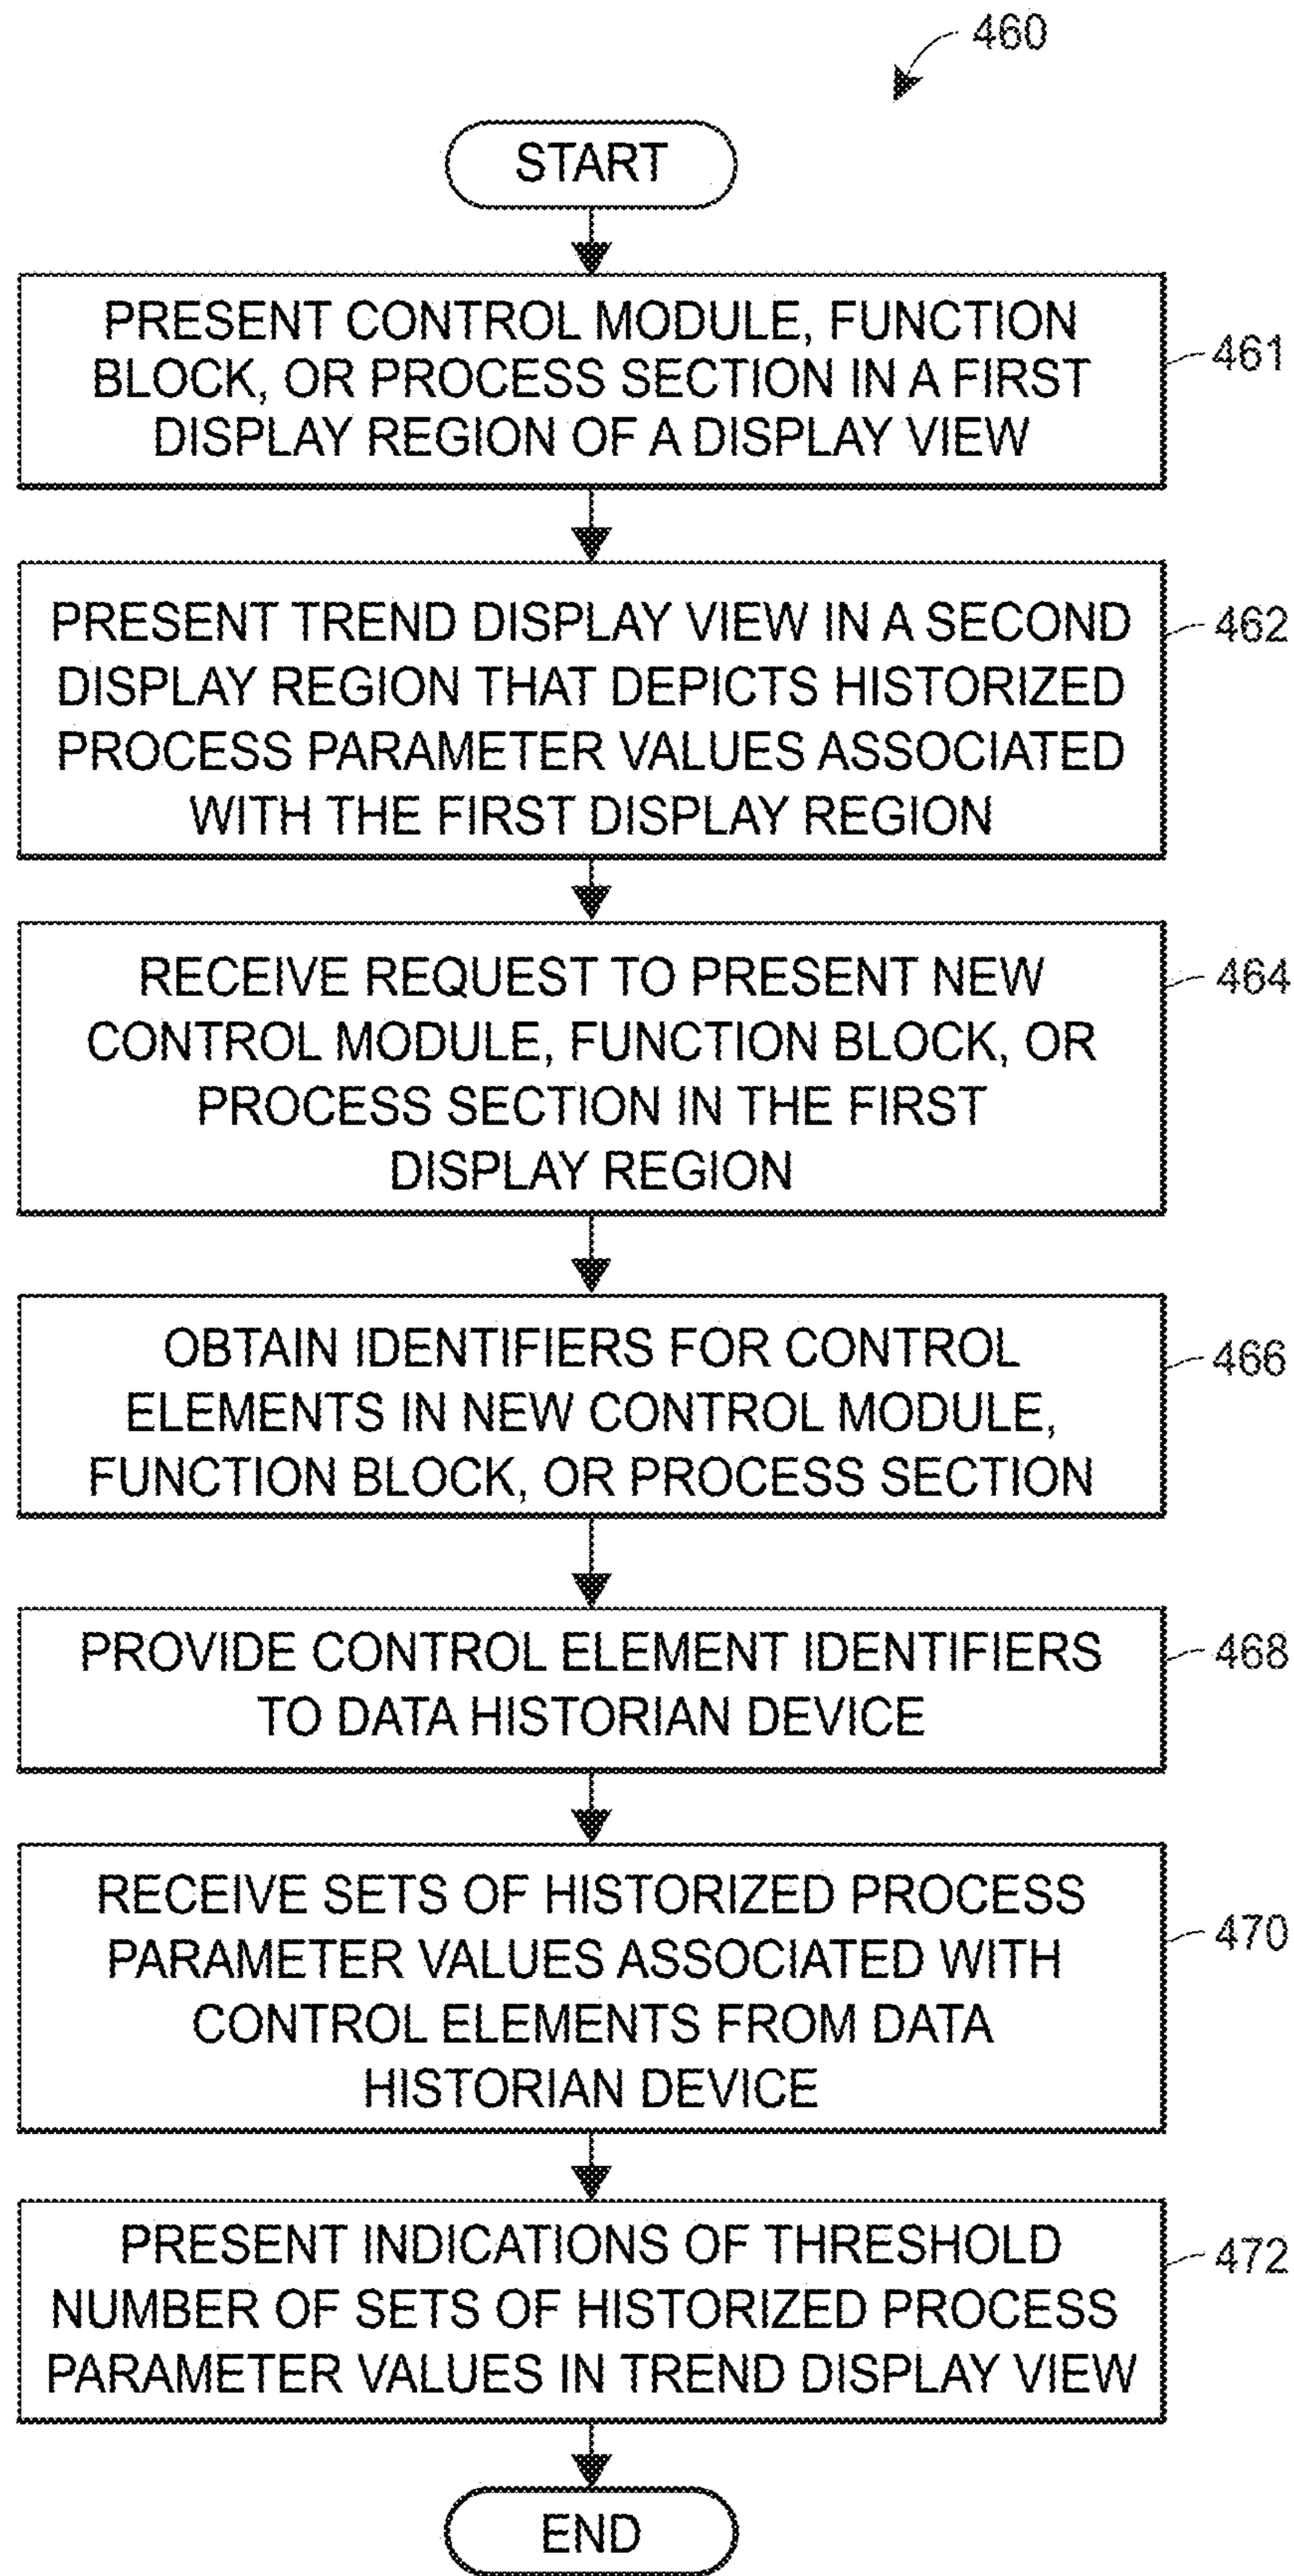 460
START
PRESENT CONTROL MODULE, FUNCTION
BLOCK, OR PROCESS SECTION IN A FIRST
DISPLAY REGION OF A DISPLAY VIEW
461
PRESENT TREND DISPLAY VIEW IN A SECOND
DISPLAY REGION THAT DEPICTS HISTORIZED
PROCESS PARAMETER VALUES ASSOCIATED
WITH THE FIRST DISPLAY REGION
462
RECEIVE REQUEST TO PRESENT NEW
CONTROL MODULE, FUNCTION BLOCK, OR
PROCESS SECTION IN THE FIRST
DISPLAY REGION
464
OBTAIN IDENTIFIERS FOR CONTROL
ELEMENTS IN NEW CONTROL MODULE,
FUNCTION BLOCK, OR PROCESS SECTION
466
PROVIDE CONTROL ELEMENT IDENTIFIERS
TO DATA HISTORIAN DEVICE
468
RECEIVE SETS OF HISTORIZED PROCESS
PARAMETER VALUES ASSOCIATED WITH
CONTROL ELEMENTS FROM DATA
HISTORIAN DEVICE
470
PRESENT INDICATIONS OF THRESHOLD
NUMBER OF SETS OF HISTORIZED PROCESS
PARAMETER VALUES IN TREND DISPLAY VIEW
472
END